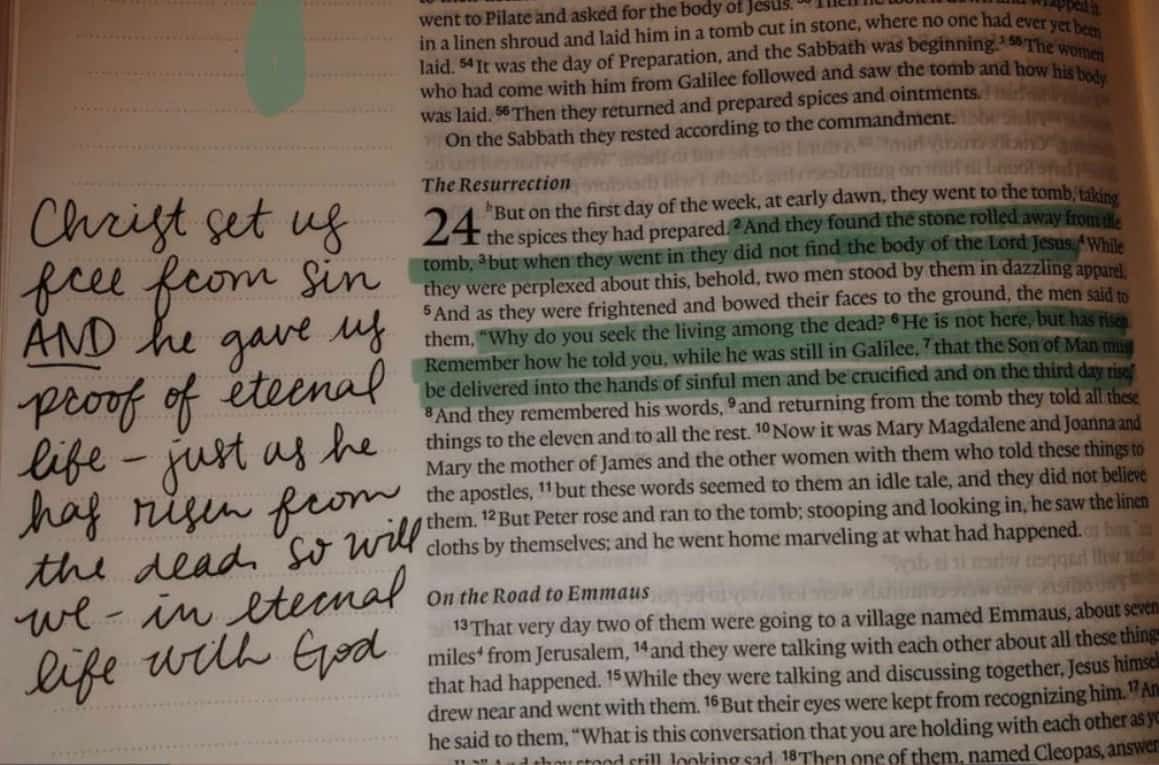 Christ set us
free from sin
AND he gave us
proof of eternal
life – just as he
has risen from
the dead, so will
we – in eternal
life with God
went to Pilate and asked for the body of Jesus. Then
in a linen shroud and laid him in a tomb cut in stone, where no one had ever yet been
laid. 54 It was the day of Preparation, and the Sabbath was beginning. 55 The women
who had come with him from Galilee followed and saw the tomb and how his body
was laid. 56 Then they returned and prepared spices and ointments.
On the Sabbath they rested according to the commandment.
The Resurrection
24 But on the first day of the week, at early dawn, they went to the tomb, taking
the spices they had prepared. 2 And they found the stone rolled away from the
tomb, 3 but when they went in they did not find the body of the Lord Jesus. 4 While
they were perplexed about this, behold, two men stood by them in dazzling apparel.
5 And as they were frightened and bowed their faces to the ground, the men said to
them, “Why do you seek the living among the dead? 6 He is not here, but has risen.
Remember how he told you, while he was still in Galilee, 7 that the Son of Man must
be delivered into the hands of sinful men and be crucified and on the third day rise.”
8 And they remembered his words, 9 and returning from the tomb they told all these
things to the eleven and to all the rest. 10 Now it was Mary Magdalene and Joanna and
Mary the mother of James and the other women with them who told these things to
the apostles, 11 but these words seemed to them an idle tale, and they did not believe
them. 12 But Peter rose and ran to the tomb; stooping and looking in, he saw the linen
cloths by themselves; and he went home marveling at what had happened.
On the Road to Emmaus
13 That very day two of them were going to a village named Emmaus, about seven
miles from Jerusalem, 14 and they were talking with each other about all these things
that had happened. 15 While they were talking and discussing together, Jesus himsel
drew near and went with them. 16 But their eyes were kept from recognizing him. 17 An
he said to them, “What is this conversation that you are holding with each other as yo
And they stood still, looking sad. 18 Then one of them, named Cleopas, answer